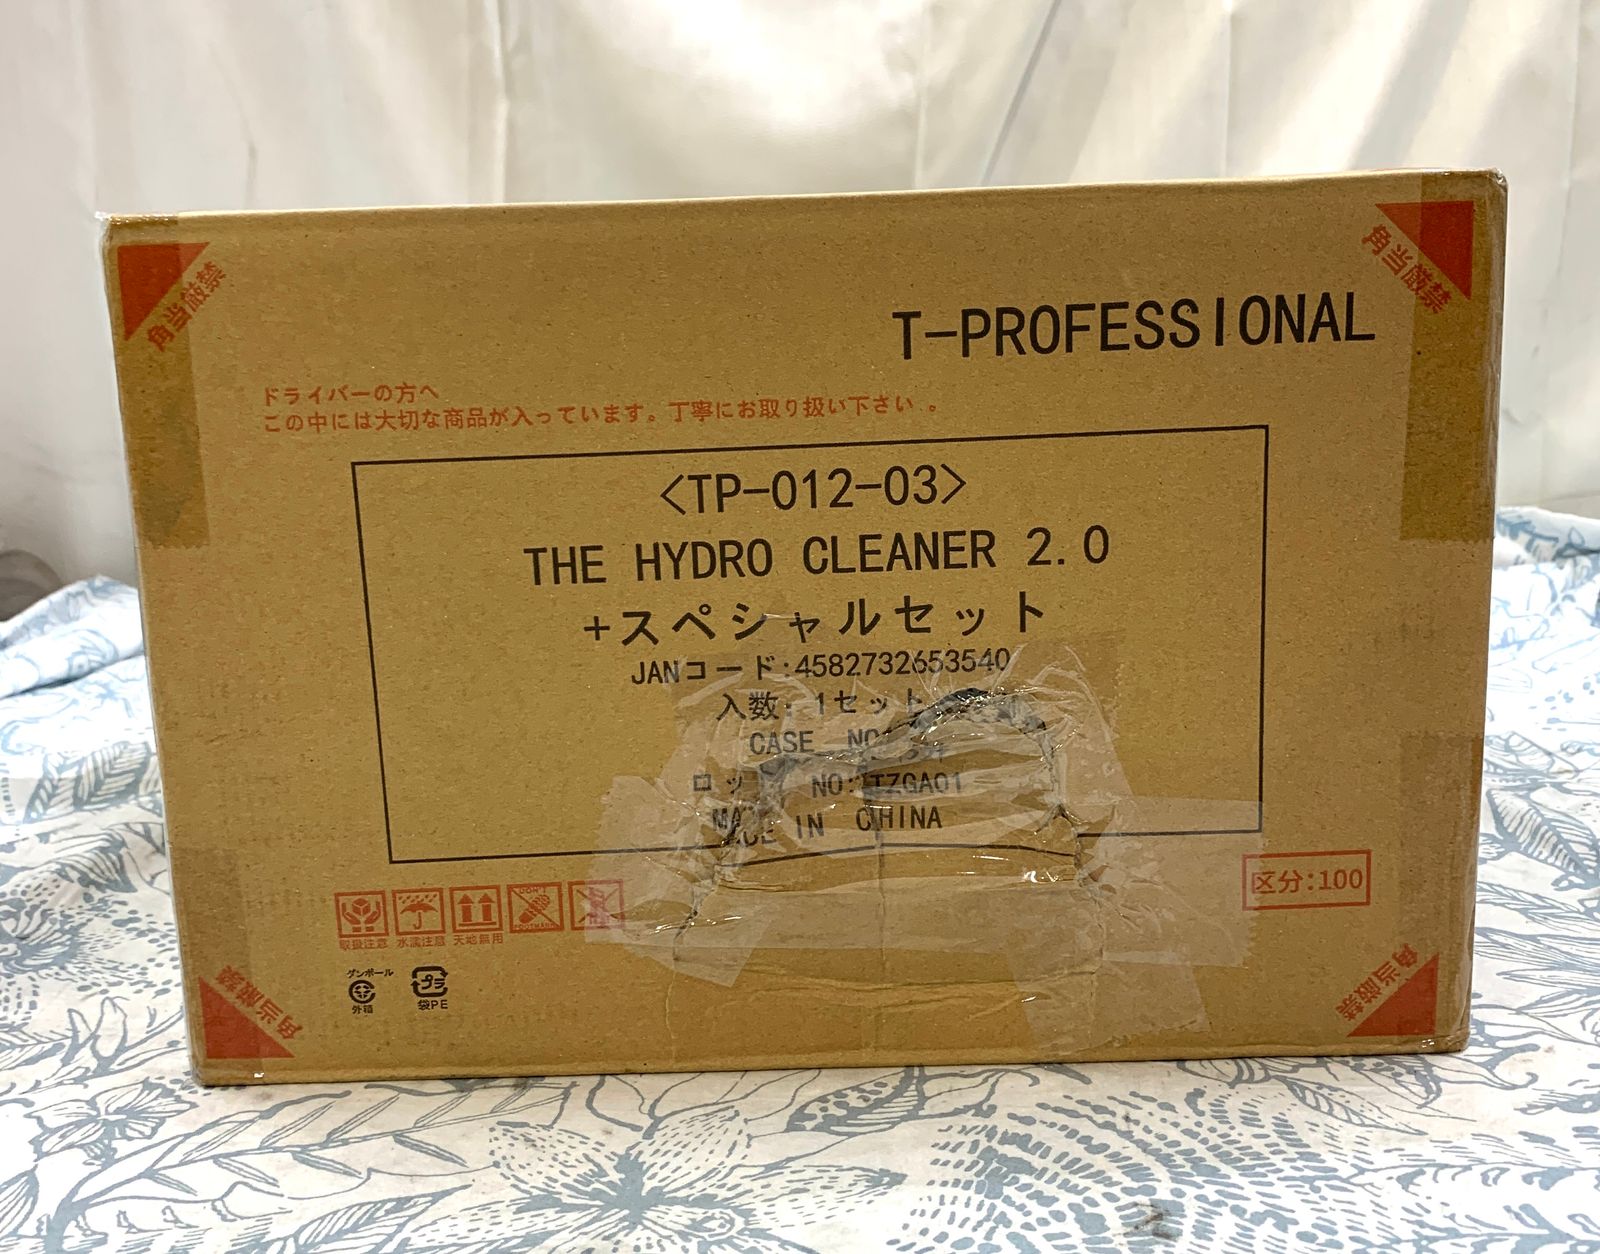 角当厳禁
角当厳禁
T-PROFESSIONAL
ドライバーの方へ
この中には大切な商品が入っています。丁寧にお取り扱い下さい。
<TP-012-03>
THE HYDRO CLEANER 2.0
+スペシャルセット
JANコード:4582732653540
入数:1セット
CASE
NO: TZGA01
MADE IN CHINA
区分:100
取扱注意 水濡注意 天地無用
ダンボール
外箱
プラ
袋PE
角当厳禁
角当厳禁